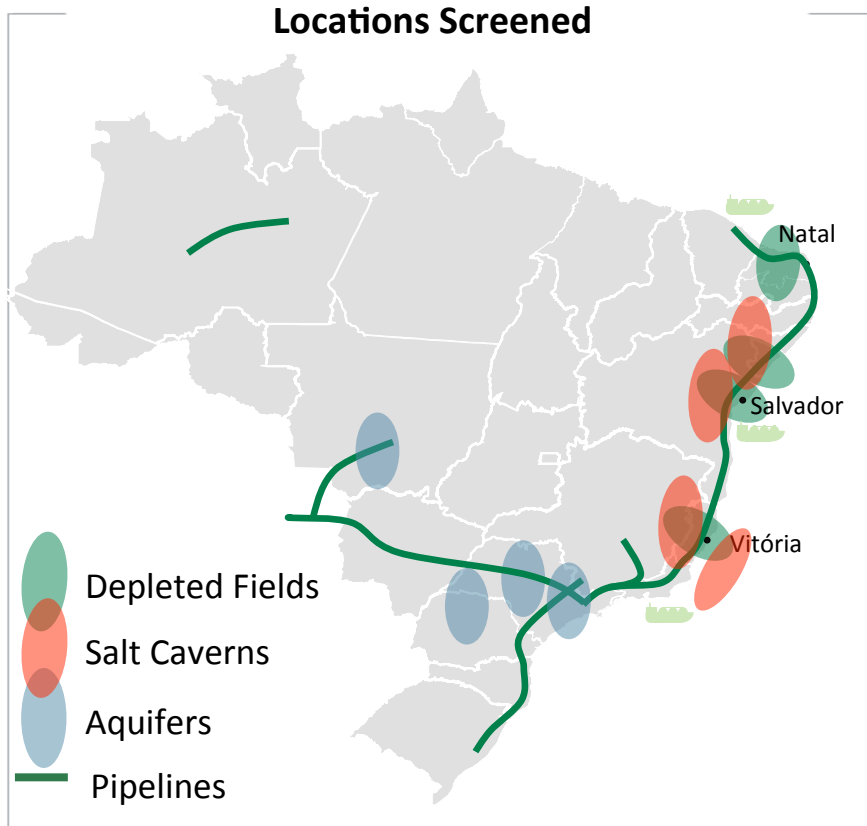 Locations Screened
Natal
Salvador
Vitória
Depleted Fields
Salt Caverns
Aquifers
Pipelines